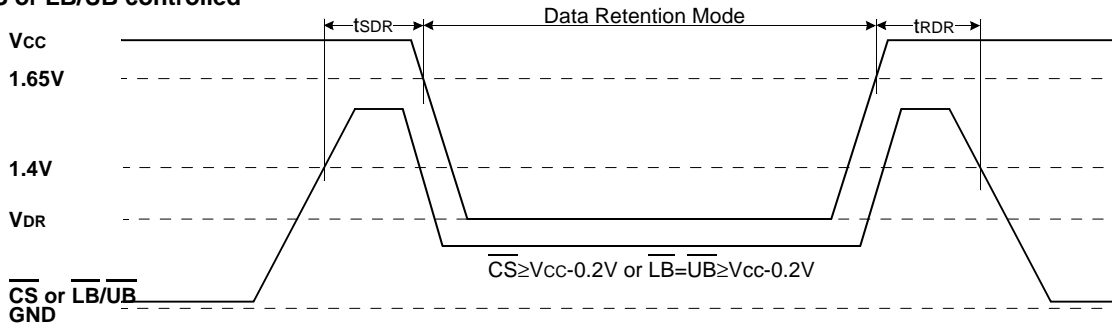 or LB/UB controlled
tSDR
Data Retention Mode
tRDR
VCC
1.65V
1.4V
VDR
CS≥VCC-0.2V or LB=UB≥Vcc-0.2V
CS or LB/UB
GND